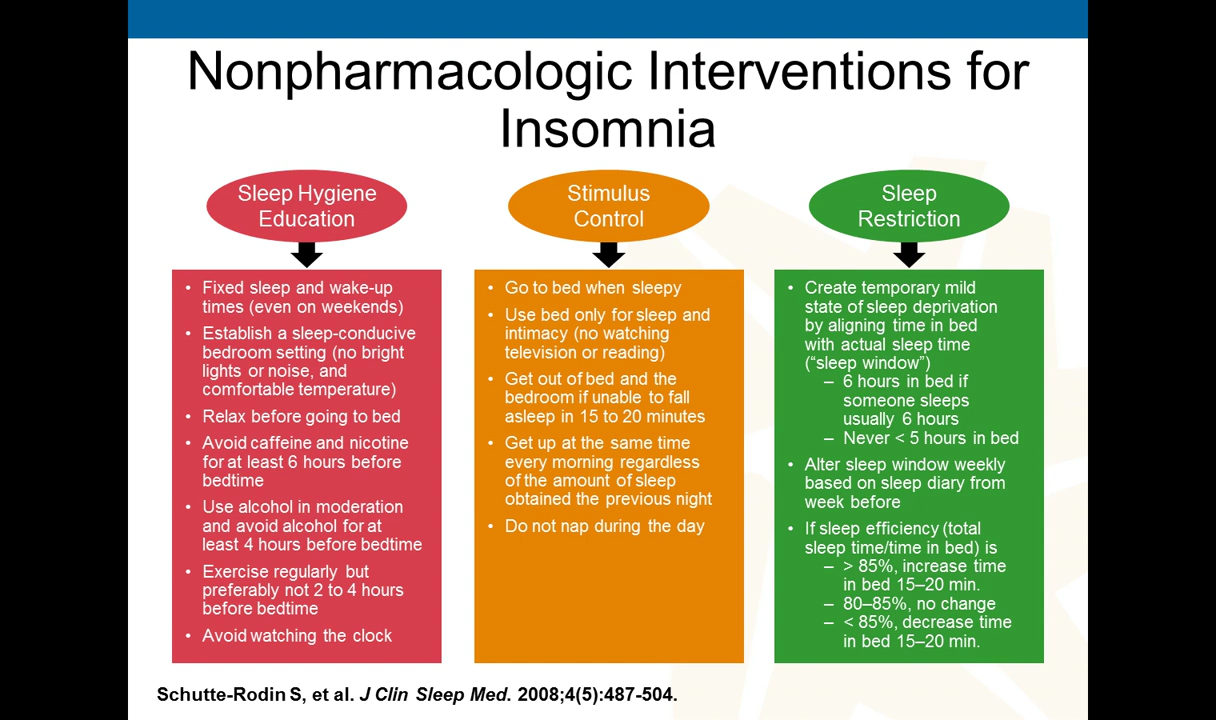 Nonpharmacologic Interventions for
Insomnia
Sleep Hygiene
Education
• Fixed sleep and wake-up
times (even on weekends)
• Establish a sleep-conducive
bedroom setting (no bright
lights or noise, and
comfortable temperature)
• Relax before going to bed
• Avoid caffeine and nicotine
for at least 6 hours before
bedtime
• Use alcohol in moderation
and avoid alcohol for at
least 4 hours before bedtime
• Exercise regularly but
preferably not 2 to 4 hours
before bedtime
• Avoid watching the clock
Stimulus
Control
• Go to bed when sleepy
• Use bed only for sleep and
intimacy (no watching
television or reading)
• Get out of bed and the
bedroom if unable to fall
asleep in 15 to 20 minutes
• Get up at the same time
every morning regardless
of the amount of sleep
obtained the previous night
• Do not nap during the day
Sleep
Restriction
• Create temporary mild
state of sleep deprivation
by aligning time in bed
with actual sleep time
(“sleep window”)
– 6 hours in bed if
someone sleeps
usually 6 hours
– Never < 5 hours in bed
• Alter sleep window weekly
based on sleep diary from
week before
• If sleep efficiency (total
sleep time/time in bed) is
– > 85%, increase time
in bed 15–20 min.
– 80–85%, no change
– < 85%, decrease time
in bed 15–20 min.
Schutte-Rodin S, et al. J Clin Sleep Med. 2008;4(5):487-504.